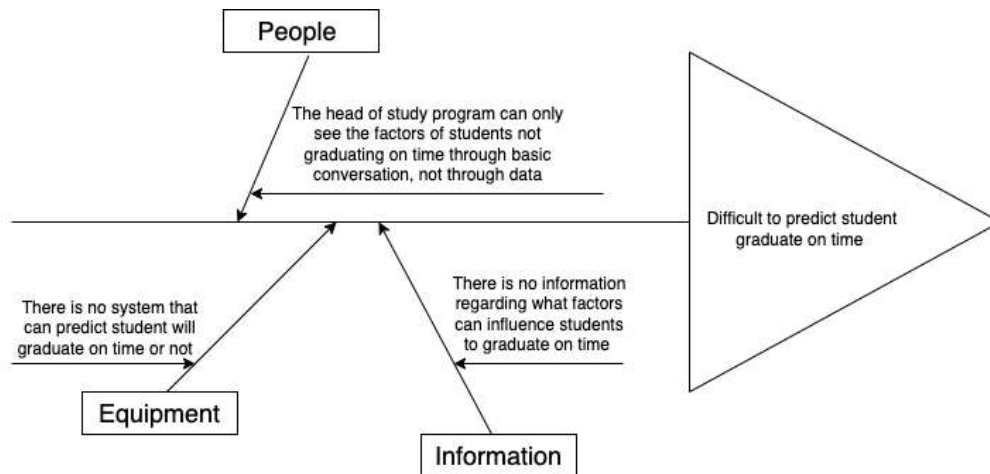 People
The head of study program can only
see the factors of students not
graduating on time through basic
conversation, not through data
Difficult to predict student
graduate on time
There is no system that
can predict student will
graduate on time or not
There is no information
regarding what factors
can influence students
to graduate on time
Equipment
Information